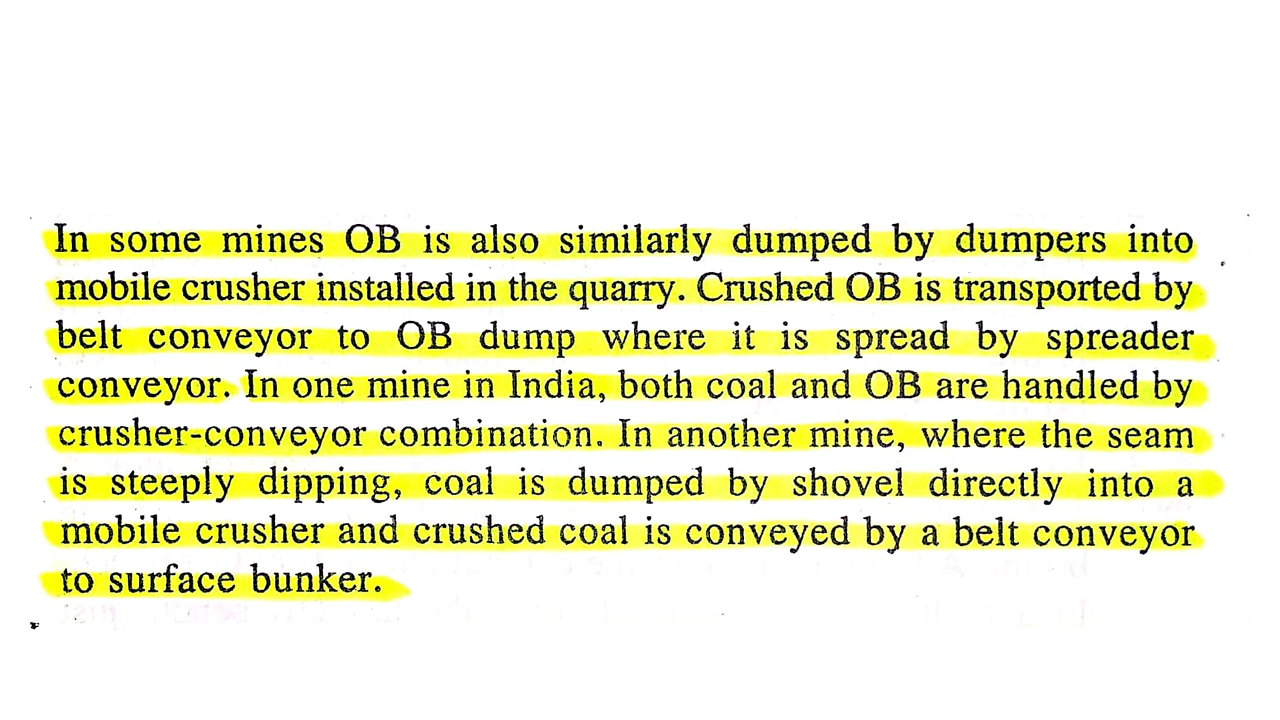 In some mines OB is also similarly dumped by dumpers into
mobile crusher installed in the quarry. Crushed OB is transported by
belt conveyor to OB dump where it is spread by spreader
conveyor. In one mine in India, both coal and OB are handled by
crusher-conveyor combination. In another mine, where the seam
is steeply dipping, coal is dumped by shovel directly into a
mobile crusher and crushed coal is conveyed by a belt conveyor
to surface bunker.